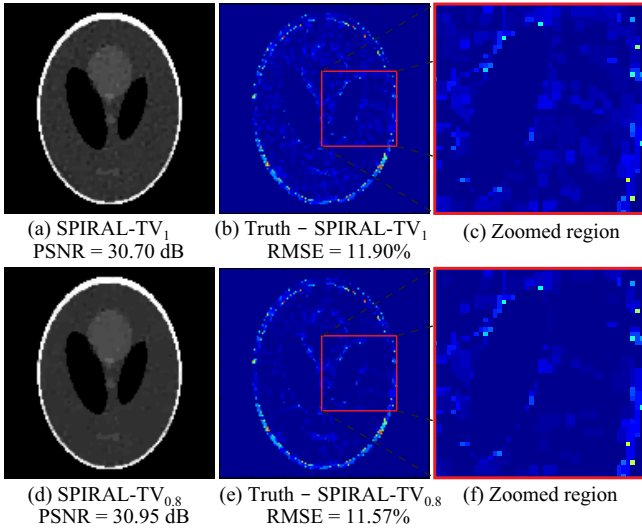 (a) SPIRAL-TV₁
PSNR = 30.70 dB
(b) Truth − SPIRAL-TV₁
RMSE = 11.90%
(c) Zoomed region
(d) SPIRAL-TV₀.₈
PSNR = 30.95 dB
(e) Truth − SPIRAL-TV₀.₈
RMSE = 11.57%
(f) Zoomed region